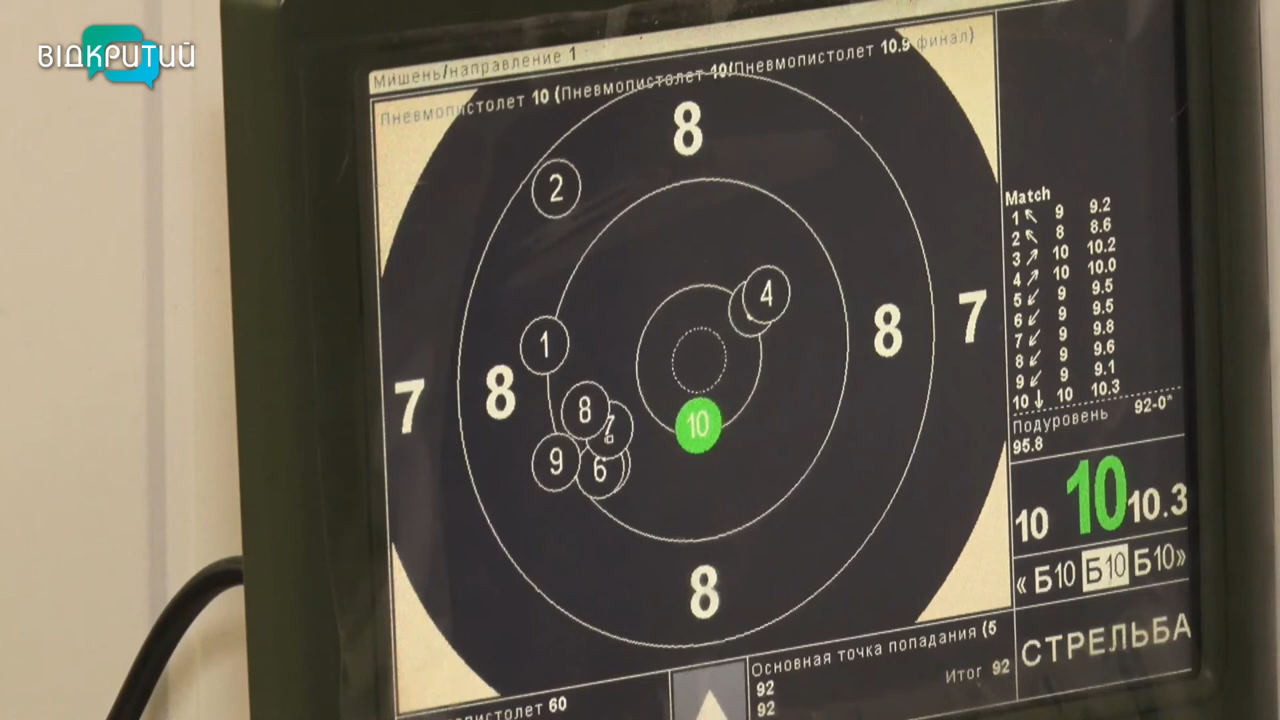 ВІДКРИТИЙ
Мишень/направление 1
Пневмопистолет 10 (Пневмопистолет 10/Пневмопистолет 10.9 финал)
8
2
4
1
8
7
7
8
8
7
10
9
6
8
Match
1 ↖ 9 9.2
2 ↖ 8 8.6
3 ↗ 10 10.2
4 ↗ 10 10.0
5 ↙ 9 9.5
6 ↙ 9 9.5
7 ↙ 9 9.8
8 ↙ 9 9.6
9 ↙ 9 9.1
10 ↓ 10 10.3
Подуровень 92-0*
95.8
10 10 10.3
« Б10 Б10 Б10»
СТРЕЛЬБА
Основная точка попадания (5
92 Итог 92
92
60